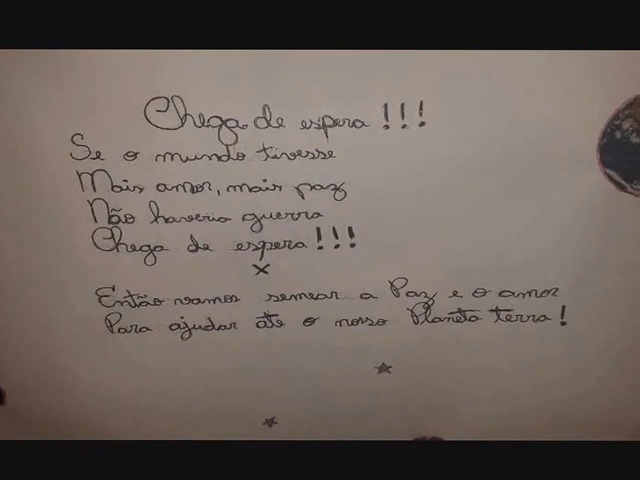 Chega de espera!!!
Se o mundo tivesse
Mais amor, mais paz
Não haveria guerra
Chega de espera!!!
x
Então vamos semear a Paz e o amor
Para ajudar até o nosso Planeta terra!